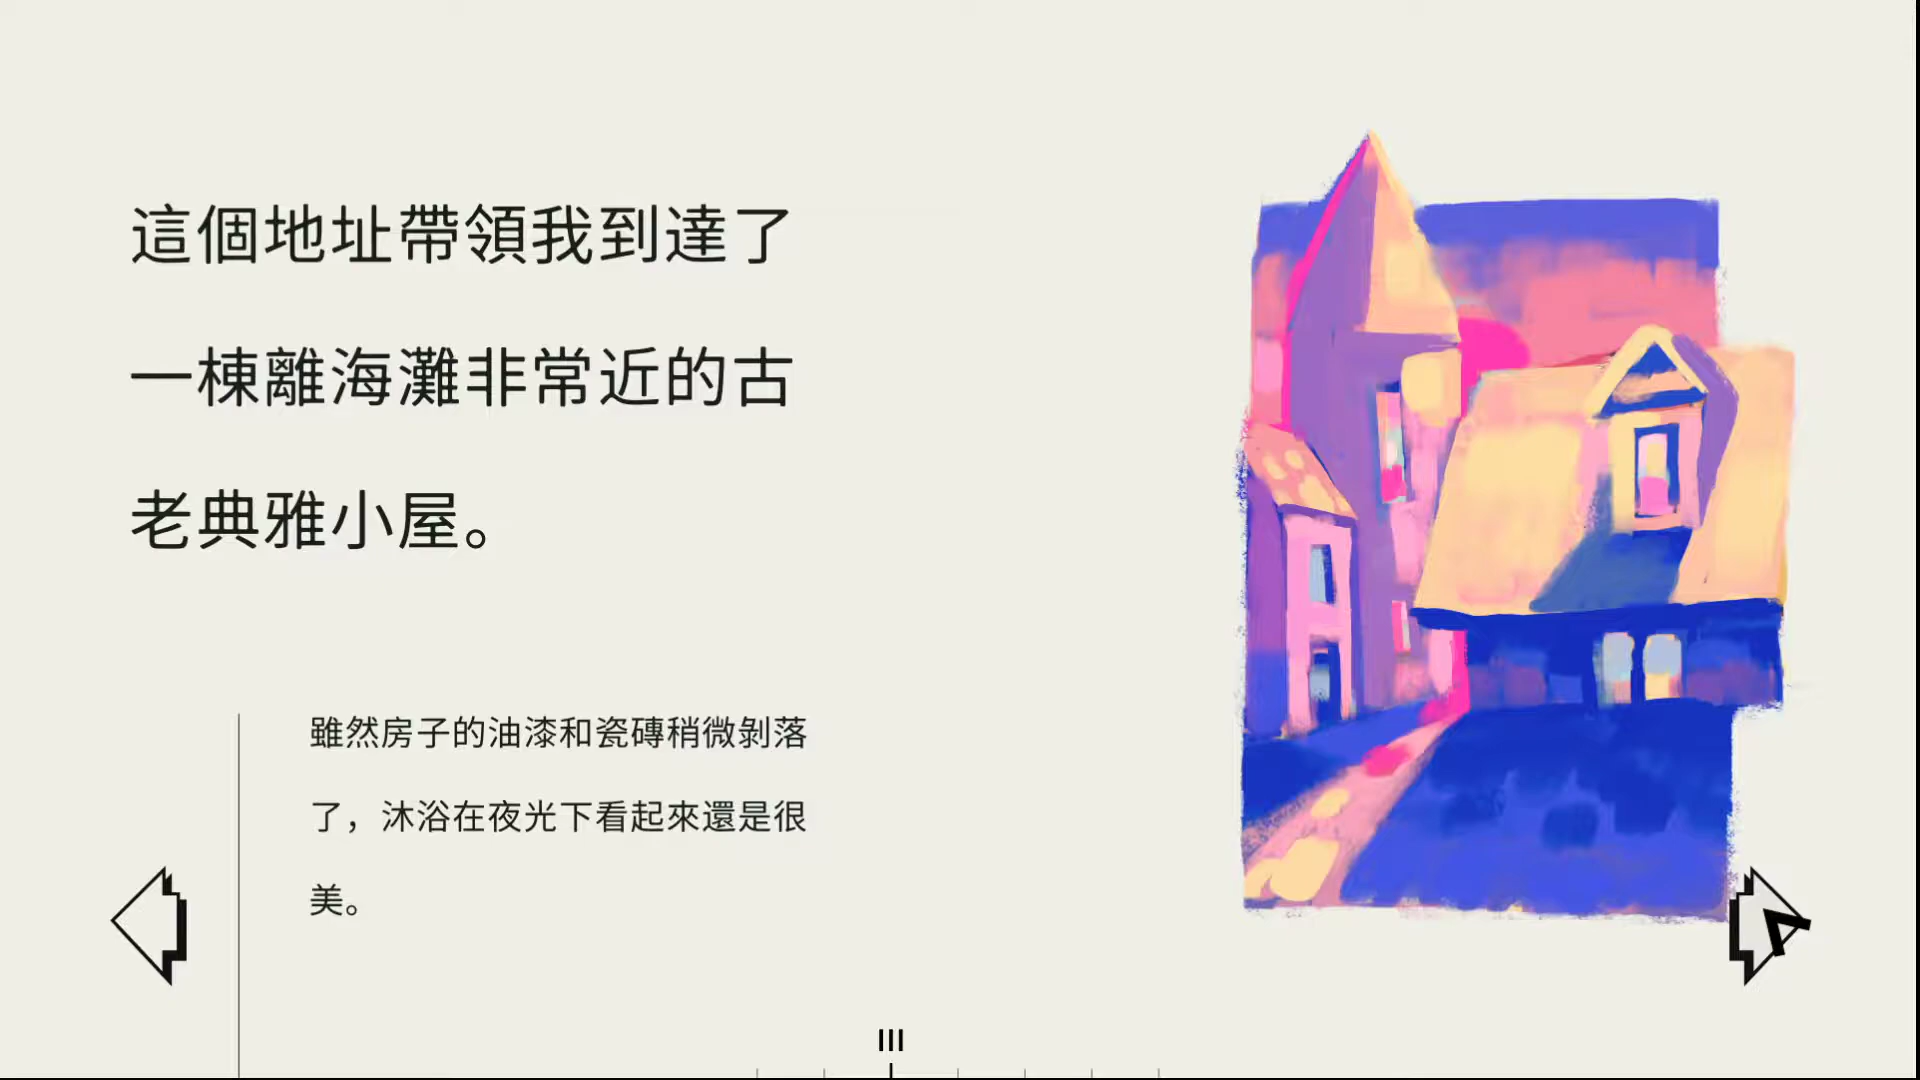 這個地址帶領我到達了
一棟離海灘非常近的古
老典雅小屋。
雖然房子的油漆和瓷磚稍微剝落
了，沐浴在夜光下看起來還是很
美。
III